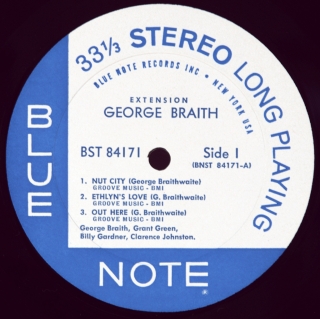 33⅓ STEREO LONG PLAYING
BLUE NOTE RECORDS INC • NEW YORK USA
EXTENSION
GEORGE BRAITH
BST 84171 Side 1
(BNST 84171-A)
1. NUT CITY (George Braithwaite)
GROOVE MUSIC - BMI
2. ETHLYN'S LOVE (G. Braithwaite)
GROOVE MUSIC - BMI
3. OUT HERE (G. Braithwaite)
GROOVE MUSIC - BMI
George Braith, Grant Green,
Billy Gardner, Clarence Johnston.
BLUE
NOTE
®